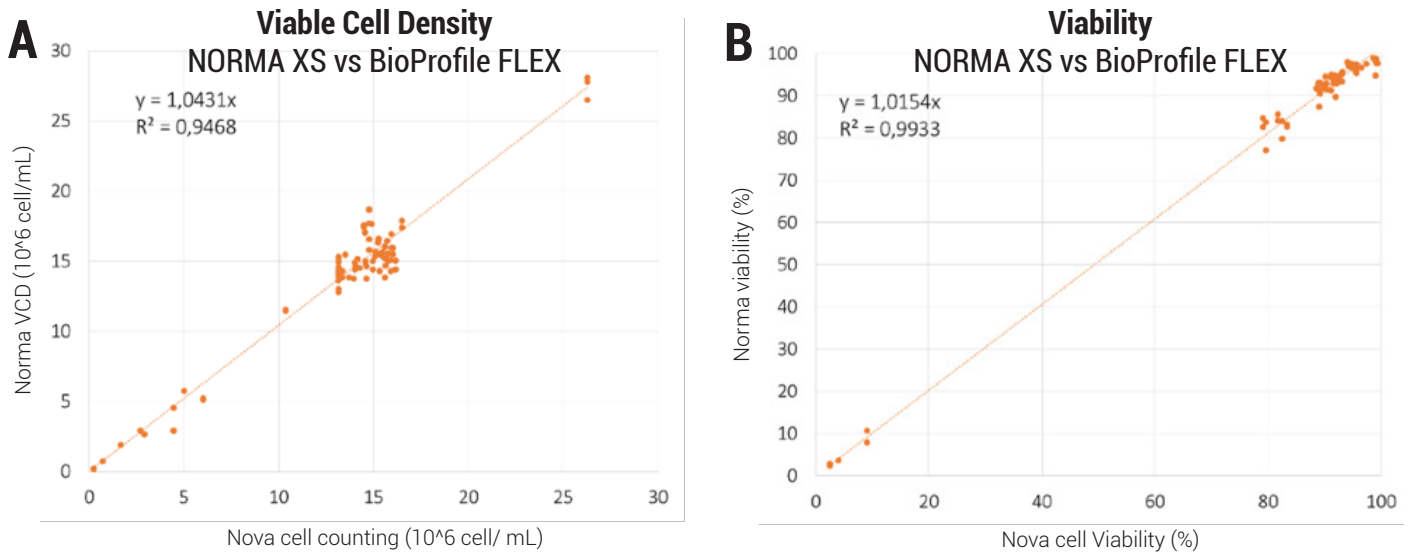 A
Viable Cell Density
NORMA XS vs BioProfile FLEX
y = 1,0431x
R² = 0,9468
Norma VCD (10^6 cell/mL)
30
25
20
15
10
5
0
0 5 10 15 20 25 30
Nova cell counting (10^6 cell/ mL)
B
Viability
NORMA XS vs BioProfile FLEX
y = 1,0154x
R² = 0,9933
Norma viability (%)
100
90
80
70
60
50
40
30
20
10
0
0 20 40 60 80 100
Nova cell Viability (%)